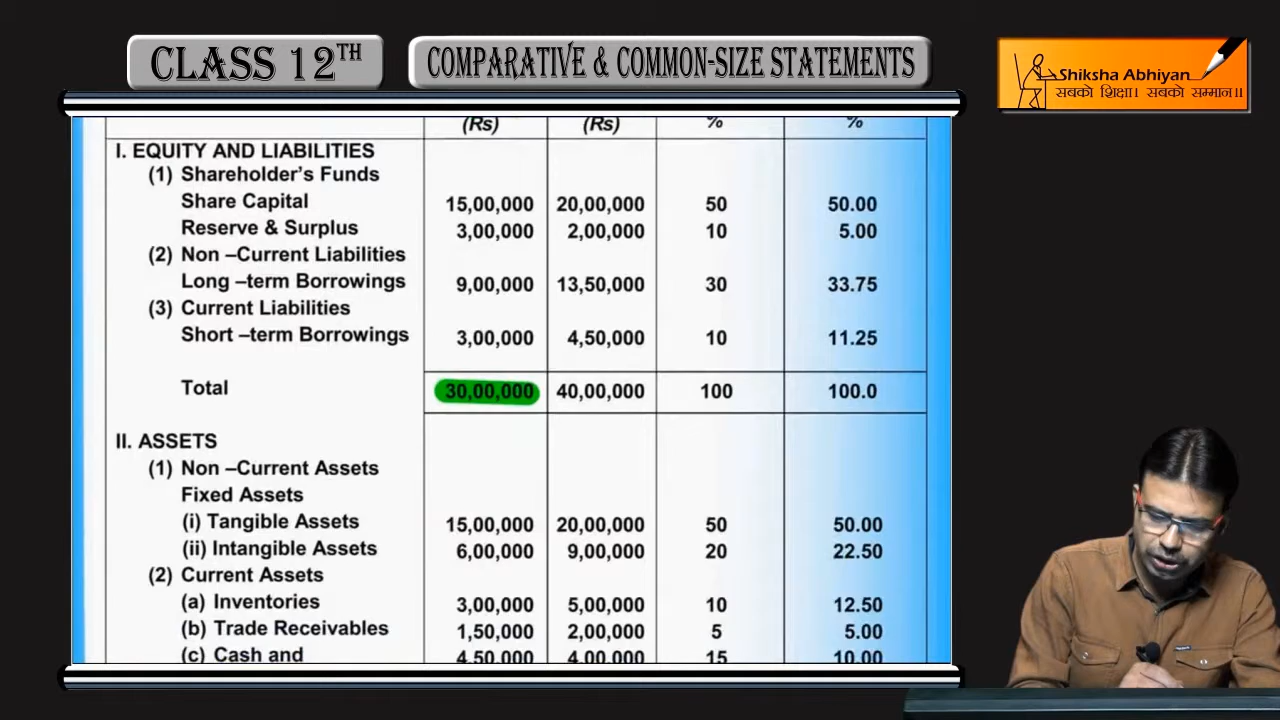 CLASS 12TH
COMPARATIVE & COMMON-SIZE STATEMENTS
Shiksha Abhiyan
सबको शिक्षा। सबको सम्मान।।
(Rs) (Rs) % %
I. EQUITY AND LIABILITIES
(1) Shareholder's Funds
Share Capital 15,00,000 20,00,000 50 50.00
Reserve & Surplus 3,00,000 2,00,000 10 5.00
(2) Non –Current Liabilities
Long –term Borrowings 9,00,000 13,50,000 30 33.75
(3) Current Liabilities
Short –term Borrowings 3,00,000 4,50,000 10 11.25
Total 30,00,000 40,00,000 100 100.0
II. ASSETS
(1) Non –Current Assets
Fixed Assets
(i) Tangible Assets 15,00,000 20,00,000 50 50.00
(ii) Intangible Assets 6,00,000 9,00,000 20 22.50
(2) Current Assets
(a) Inventories 3,00,000 5,00,000 10 12.50
(b) Trade Receivables 1,50,000 2,00,000 5 5.00
(c) Cash and 4,50,000 4,00,000 15 10.00